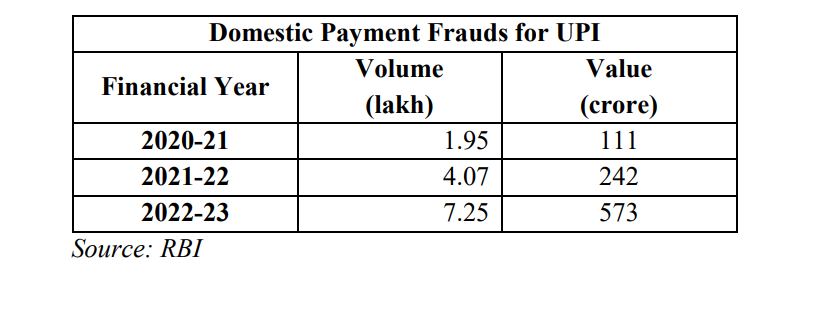 Domestic Payment Frauds for UPI
Financial Year Volume (lakh) Value (crore)
2020-21 1.95 111
2021-22 4.07 242
2022-23 7.25 573
Source: RBI